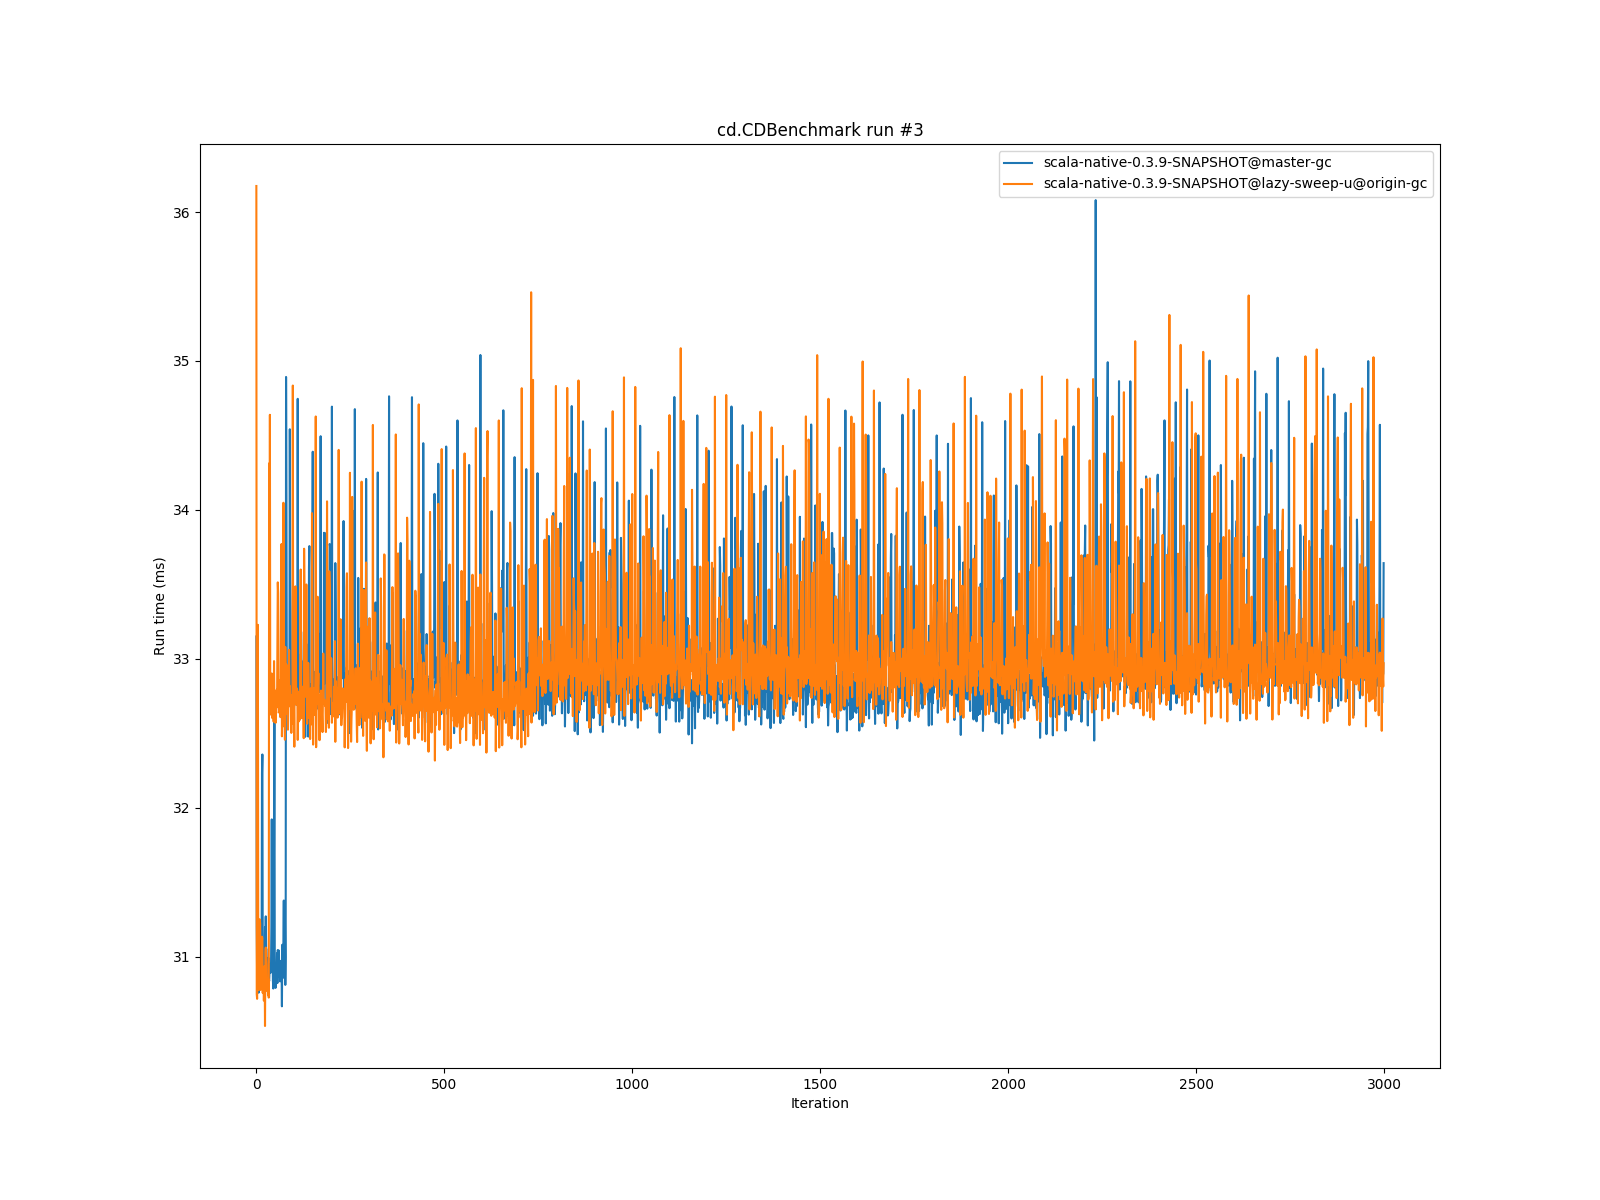 cd.CDBenchmark run #3
scala-native-0.3.9-SNAPSHOT@master-gc
scala-native-0.3.9-SNAPSHOT@lazy-sweep-u@origin-gc
36
35
34
33
32
31
Run time (ms)
0 500 1000 1500 2000 2500 3000
Iteration